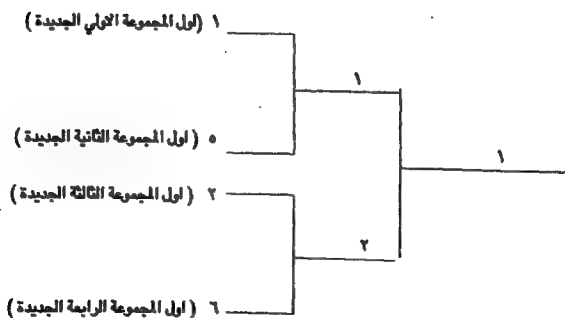 ١ (اول المجموعة الاولي الجديدة)
١
٥ (اول المجموعة الثانية الجديدة)
١
٢ (اول المجموعة الثالثة الجديدة)
٢
٦ (اول المجموعة الرابعة الجديدة)